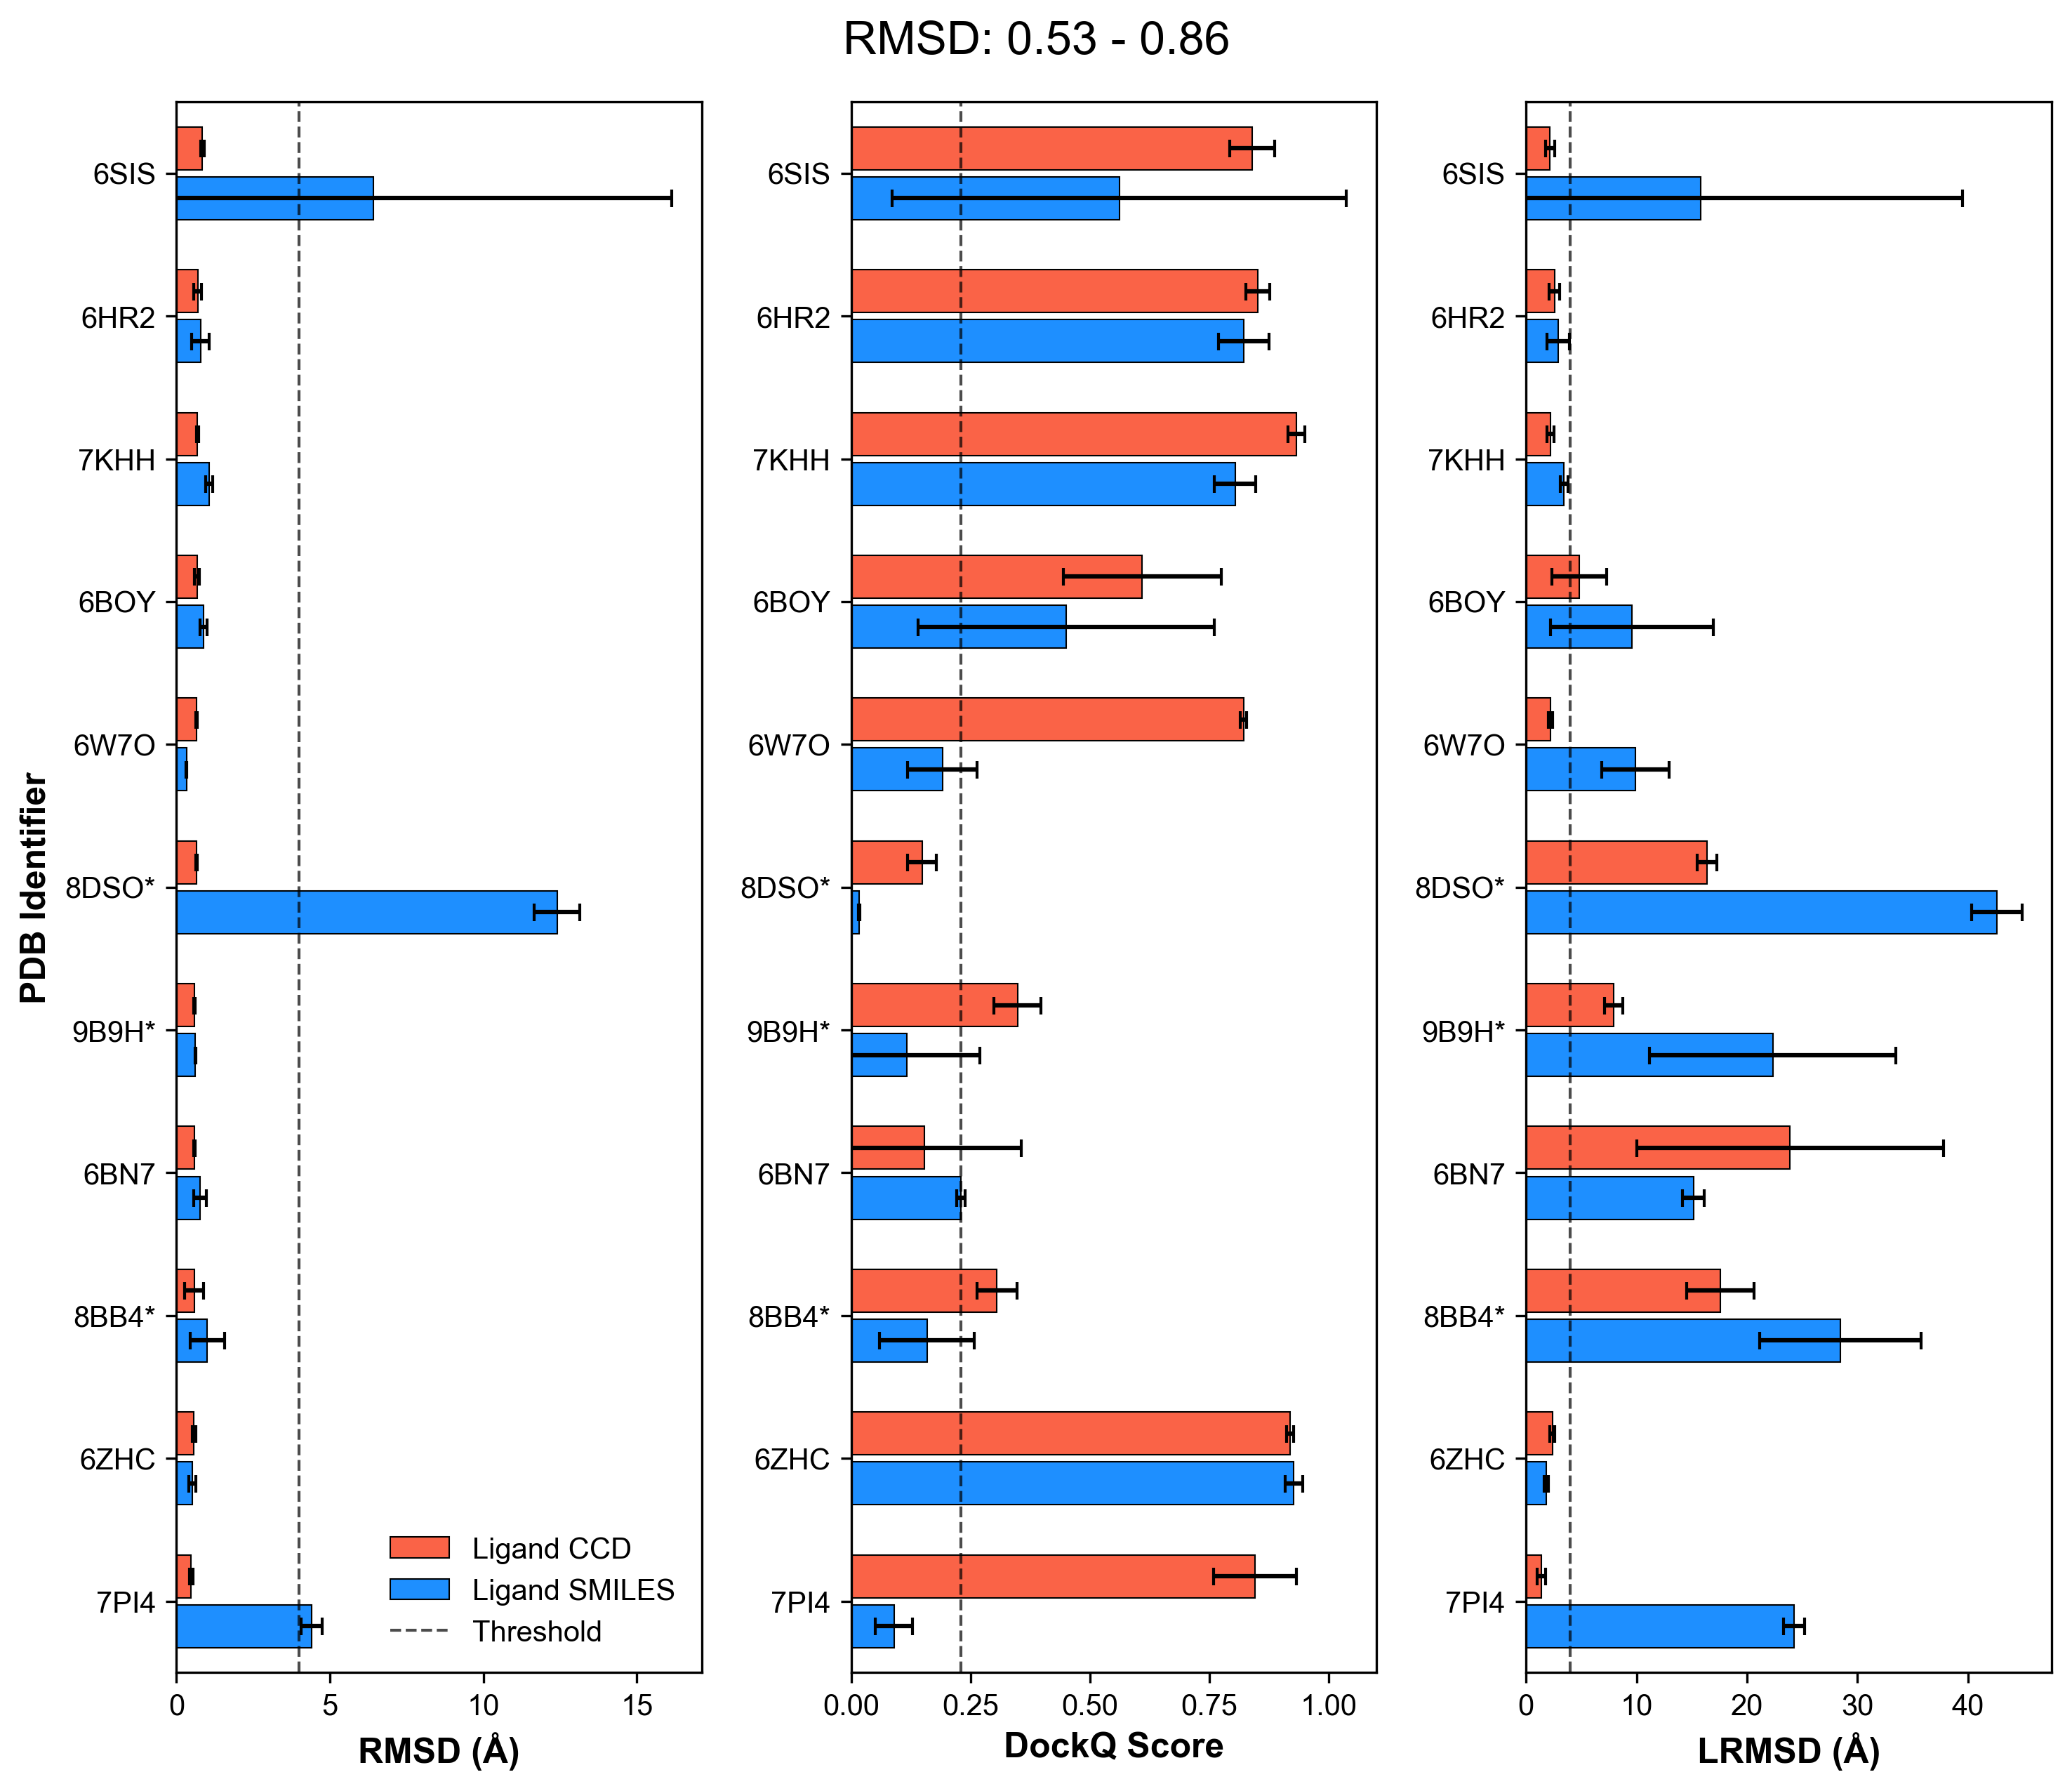 RMSD: 0.53 - 0.86
PDB Identifier
6SIS
6HR2
7KHH
6BOY
6W7O
8DSO*
9B9H*
6BN7
8BB4*
6ZHC
7PI4
Ligand CCD
Ligand SMILES
Threshold
0 5 10 15
RMSD (Å)
6SIS
6HR2
7KHH
6BOY
6W7O
8DSO*
9B9H*
6BN7
8BB4*
6ZHC
7PI4
0.00 0.25 0.50 0.75 1.00
DockQ Score
6SIS
6HR2
7KHH
6BOY
6W7O
8DSO*
9B9H*
6BN7
8BB4*
6ZHC
7PI4
0 10 20 30 40
LRMSD (Å)